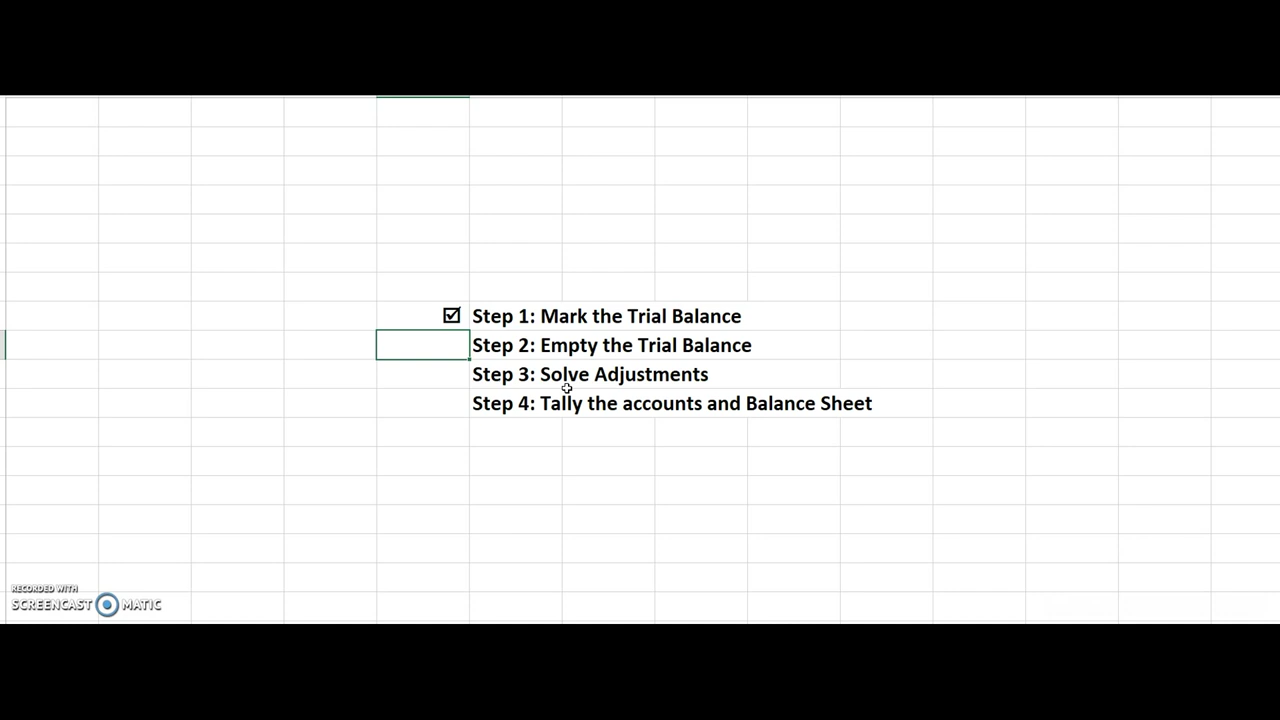 ☑ Step 1: Mark the Trial Balance
Step 2: Empty the Trial Balance
Step 3: Solve Adjustments
Step 4: Tally the accounts and Balance Sheet
RECORDED WITH
SCREENCAST MATIC